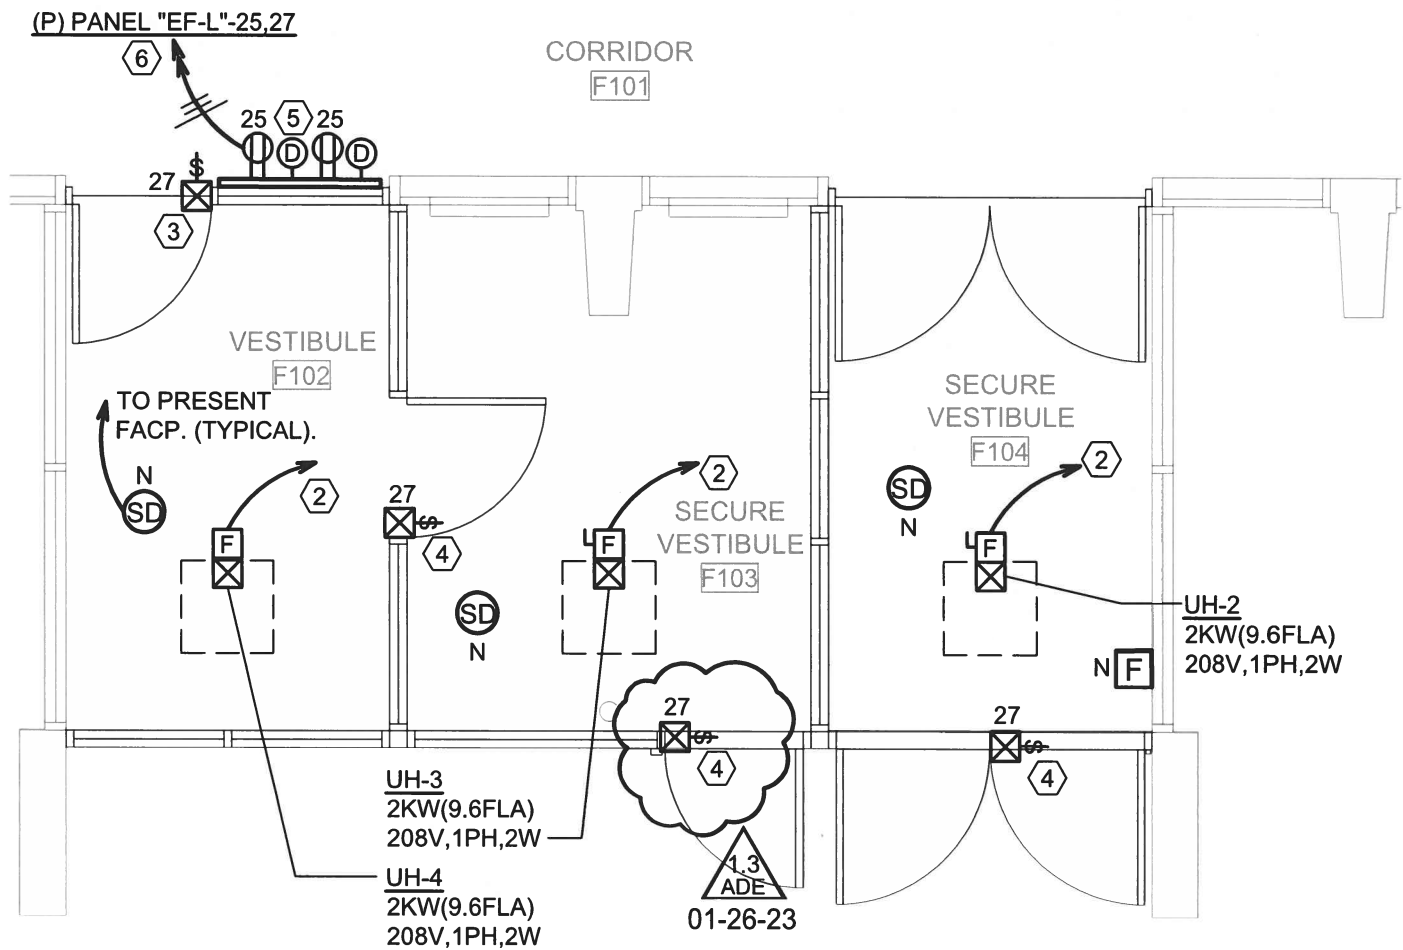 (P) PANEL "EF-L"-25,27
6
CORRIDOR
F101
25
5
25
D
D
27
$
3
VESTIBULE
F102
TO PRESENT
FACP. (TYPICAL).
N
SD
2
F
27
$
4
2
F
SECURE
VESTIBULE
F103
SD
N
SECURE
VESTIBULE
F104
2
SD
N
F
UH-2
2KW(9.6FLA)
208V,1PH,2W
N F
27
$
4
27
$
4
UH-3
2KW(9.6FLA)
208V,1PH,2W
UH-4
2KW(9.6FLA)
208V,1PH,2W
1.3
ADE
01-26-23